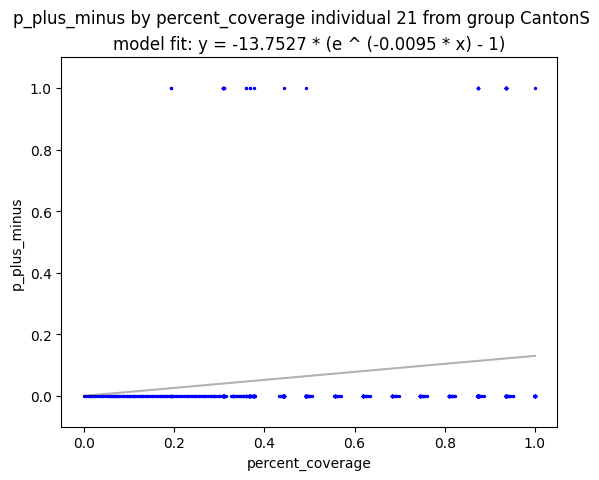 p_plus_minus by percent_coverage individual 21 from group CantonS
model fit: y = -13.7527 * (e ^ (-0.0095 * x) - 1)
1.0
0.8
0.6
0.4
0.2
0.0
p_plus_minus
0.0 0.2 0.4 0.6 0.8 1.0
percent_coverage